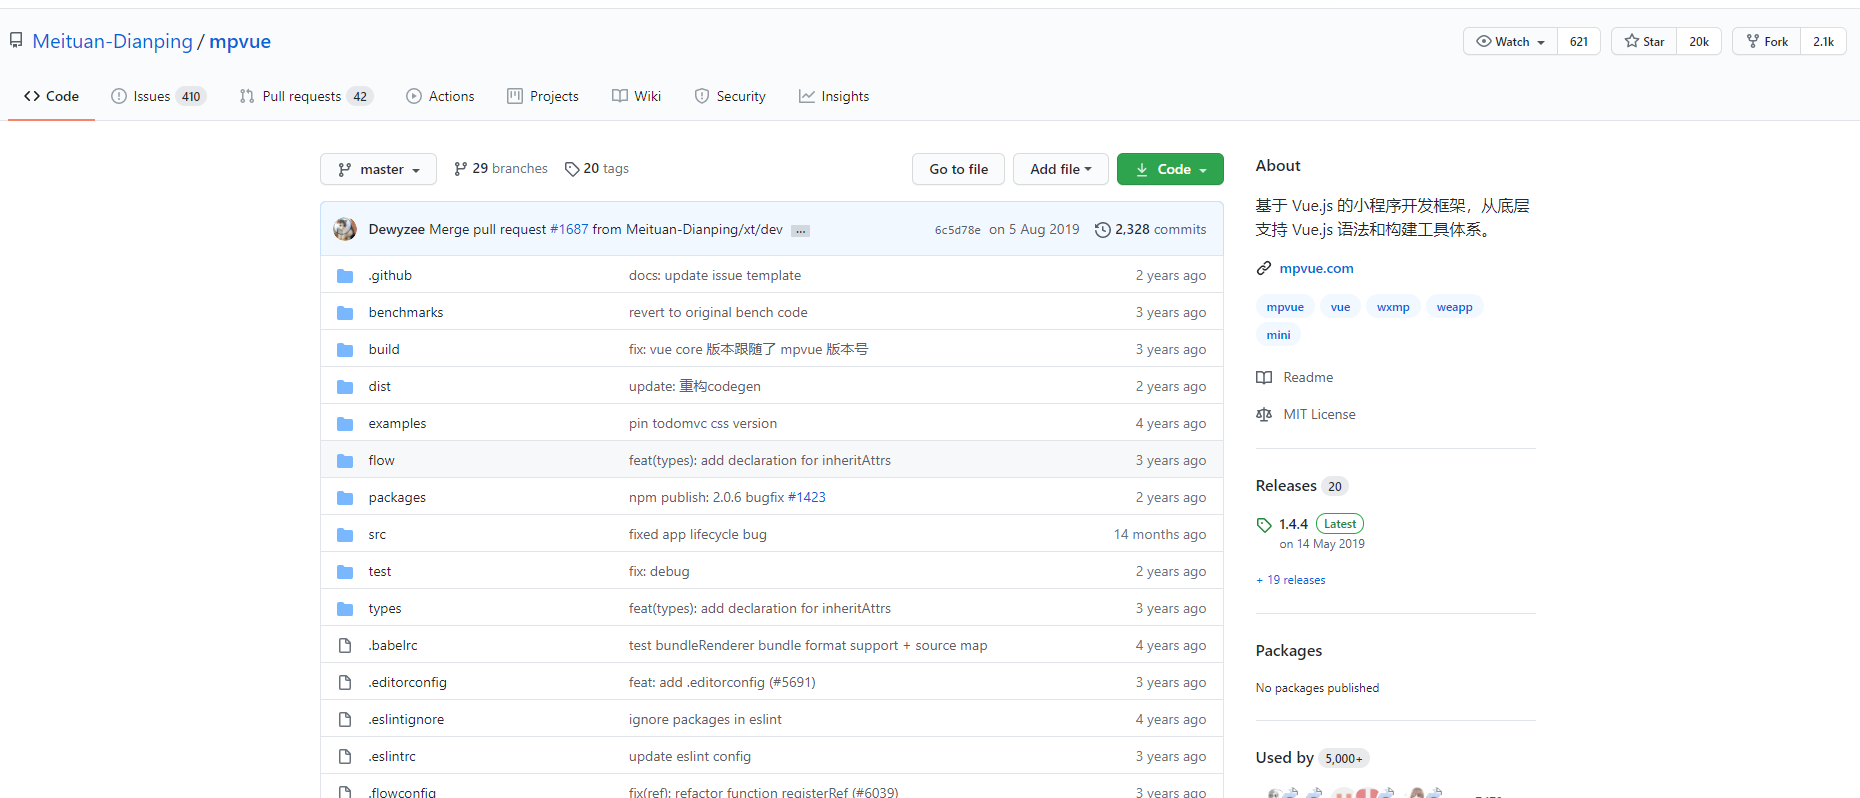 Meituan-Dianping / mpvue
Watch 621 Star 20k Fork 2.1k
Code Issues 410 Pull requests 42 Actions Projects Wiki Security Insights
master 29 branches 20 tags Go to file Add file Code
Dewyzee Merge pull request #1687 from Meituan-Dianping/xt/dev ... 6c5d78e on 5 Aug 2019 2,328 commits
.github docs: update issue template 2 years ago
benchmarks revert to original bench code 3 years ago
build fix: vue core 版本跟随了 mpvue 版本号 3 years ago
dist update: 重构codegen 2 years ago
examples pin todomvc css version 4 years ago
flow feat(types): add declaration for inheritAttrs 3 years ago
packages npm publish: 2.0.6 bugfix #1423 2 years ago
src fixed app lifecycle bug 14 months ago
test fix: debug 2 years ago
types feat(types): add declaration for inheritAttrs 3 years ago
.babelrc test bundleRenderer bundle format support + source map 4 years ago
.editorconfig feat: add .editorconfig (#5691) 3 years ago
.eslintignore ignore packages in eslint 4 years ago
.eslintrc update eslint config 3 years ago
.flowconfig fix(ref): refactor function registerRef (#6039) 3 years ago
About
基于 Vue.js 的小程序开发框架，从底层
支持 Vue.js 语法和构建工具体系。
mpvue.com
mpvue vue wxmp weapp
mini
Readme
MIT License
Releases 20
1.4.4 Latest
on 14 May 2019
+ 19 releases
Packages
No packages published
Used by 5,000+